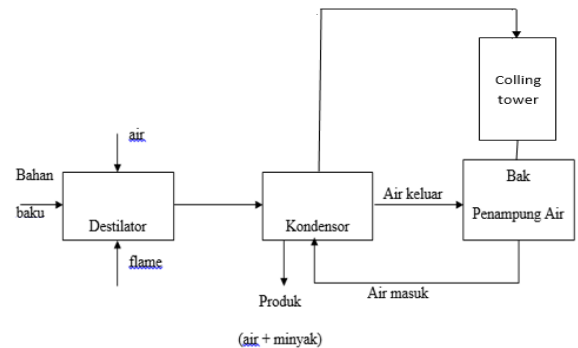 Colling
tower
air
Bahan
baku
Destilator
flame
Kondensor
Air keluar
Bak
Penampung Air
Air masuk
Produk
(air + minyak)